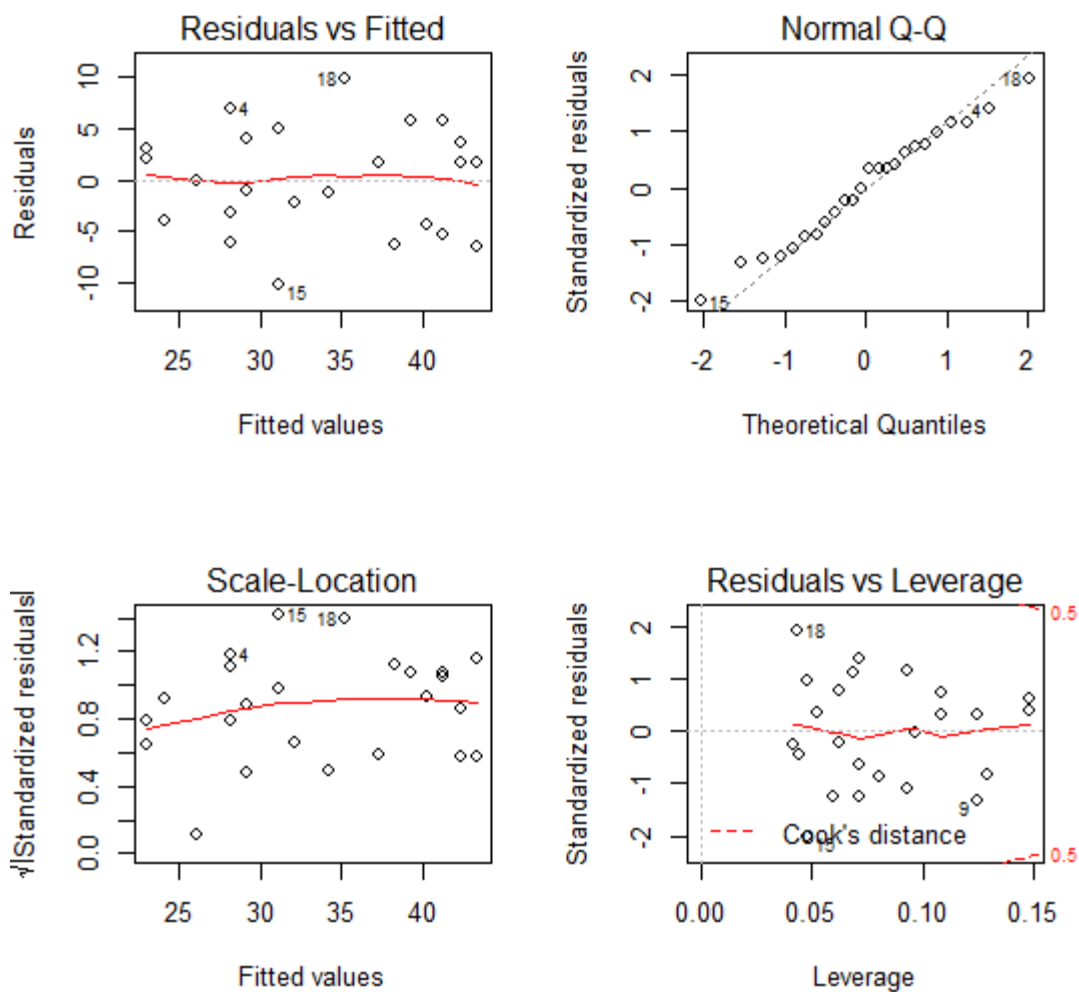 Residuals vs Fitted
Residuals
10
5
0
-5
-10
18
4
15
25 30 35 40
Fitted values
Normal Q-Q
Standardized residuals
2
1
0
-1
-2
18
4
15
-2 -1 0 1 2
Theoretical Quantiles
Scale-Location
√|Standardized residuals|
1.2
0.8
0.4
0.0
15
18
4
25 30 35 40
Fitted values
Residuals vs Leverage
Standardized residuals
2
1
0
-1
-2
0.5
18
9
Cook's distance
15
0.5
0.00 0.05 0.10 0.15
Leverage